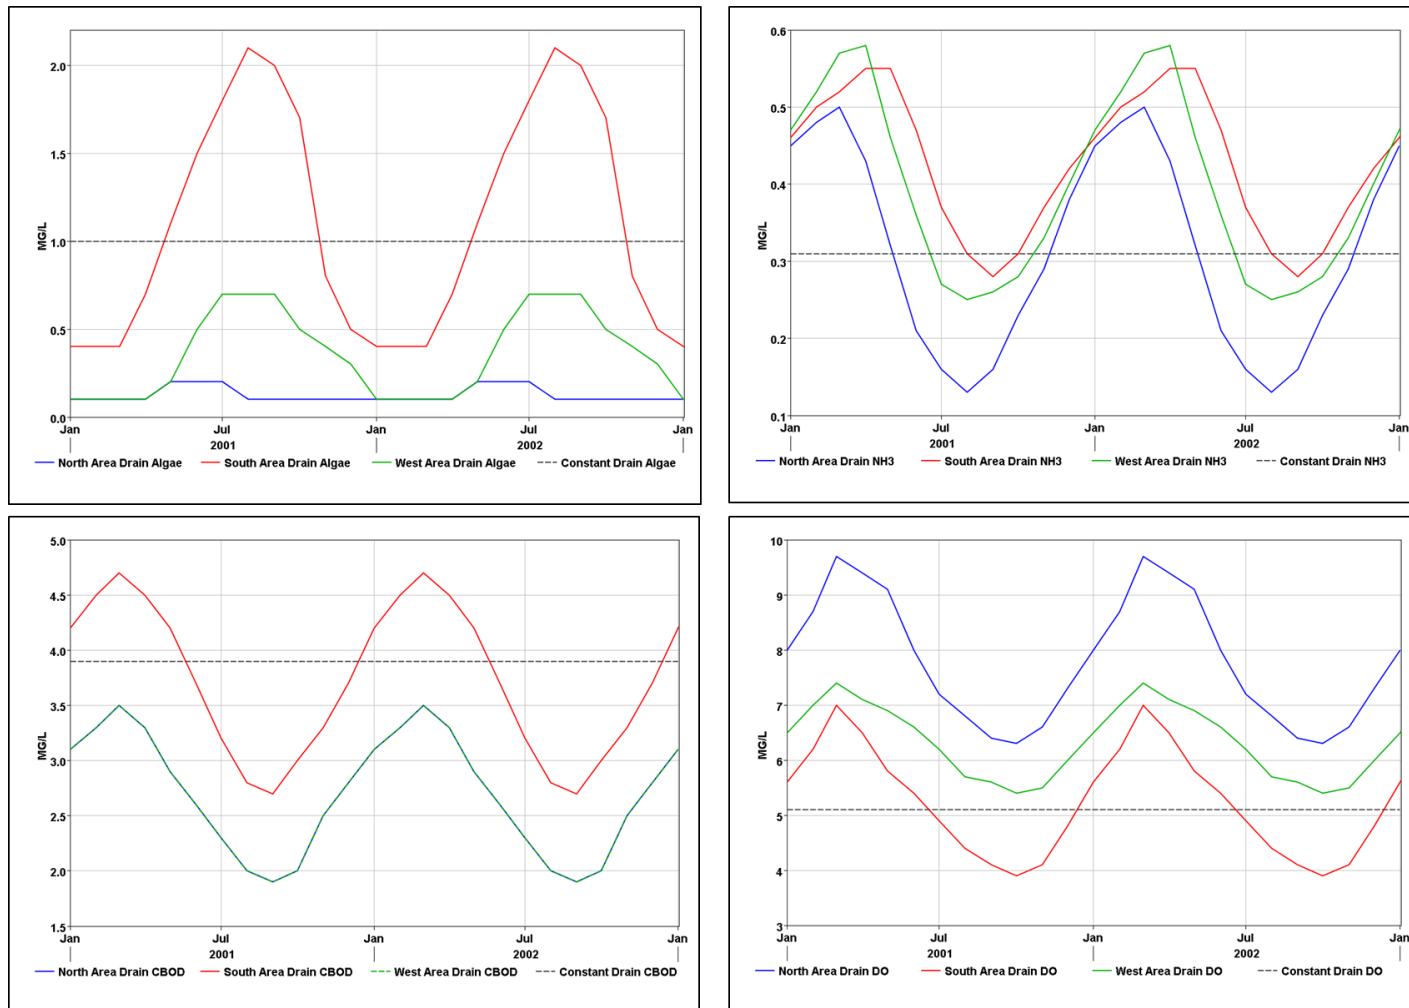 2.0
1.5
1.0
0.5
0.0
MG/L
Jan Jul Jan Jul Jan
2001 2002
North Area Drain Algae South Area Drain Algae West Area Drain Algae Constant Drain Algae
0.6
0.5
0.4
0.3
0.2
0.1
MG/L
Jan Jul Jan Jul Jan
2001 2002
North Area Drain NH3 South Area Drain NH3 West Area Drain NH3 Constant Drain NH3
5.0
4.5
4.0
3.5
3.0
2.5
2.0
1.5
MG/L
Jan Jul Jan Jul Jan
2001 2002
North Area Drain CBOD South Area Drain CBOD West Area Drain CBOD Constant Drain CBOD
10
9
8
7
6
5
4
3
MG/L
Jan Jul Jan Jul Jan
2001 2002
North Area Drain DO South Area Drain DO West Area Drain DO Constant Drain DO